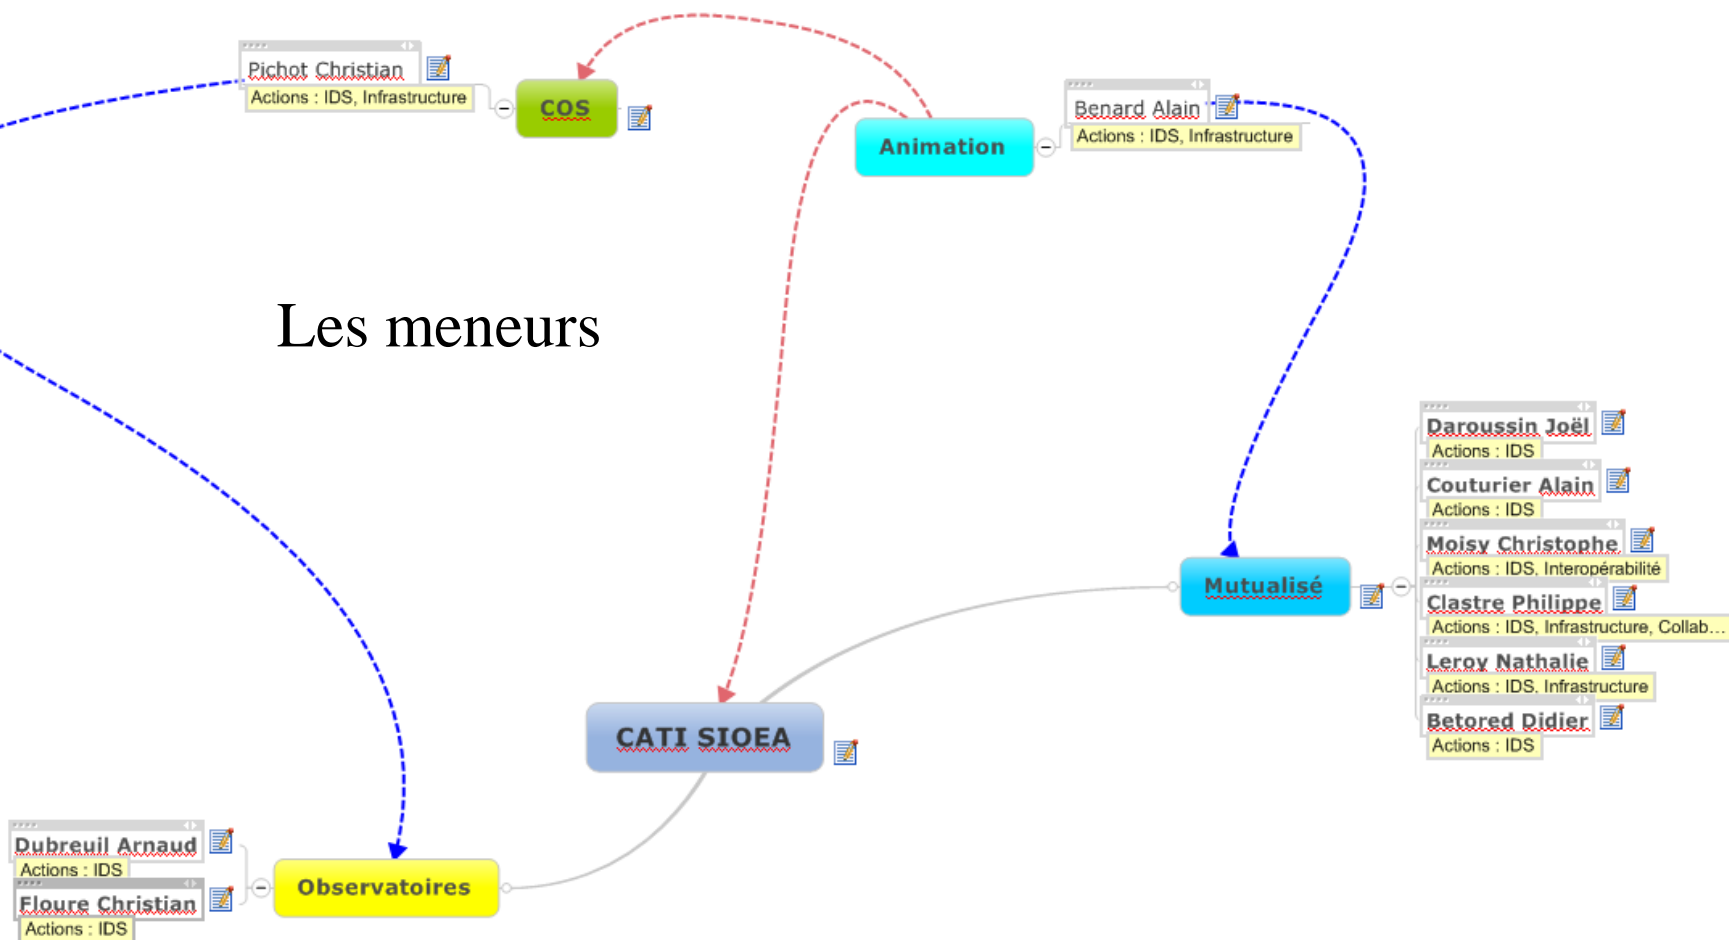 Pichot Christian
Actions : IDS, Infrastructure
COS
Animation
Benard Alain
Actions : IDS, Infrastructure
Les meneurs
Daroussin Joël
Actions : IDS
Couturier Alain
Actions : IDS
Moisy Christophe
Actions : IDS, Interopérabilité
Mutualisé
Clastre Philippe
Actions : IDS, Infrastructure, Collab...
Leroy Nathalie
Actions : IDS, Infrastructure
Betored Didier
Actions : IDS
CATI SIOEA
Dubreuil Arnaud
Actions : IDS
Observatoires
Floure Christian
Actions : IDS